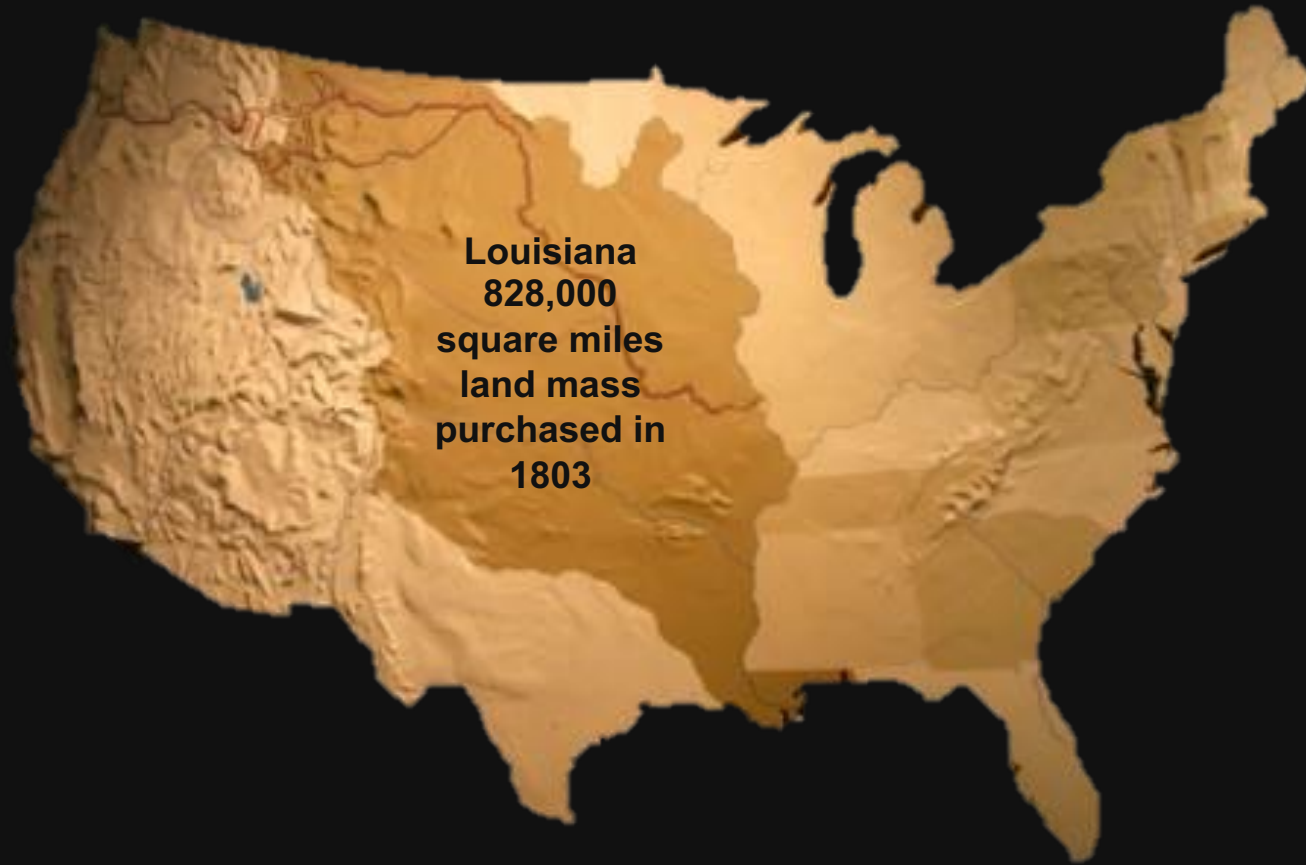 Louisiana
828,000
square miles
land mass
purchased in
1803